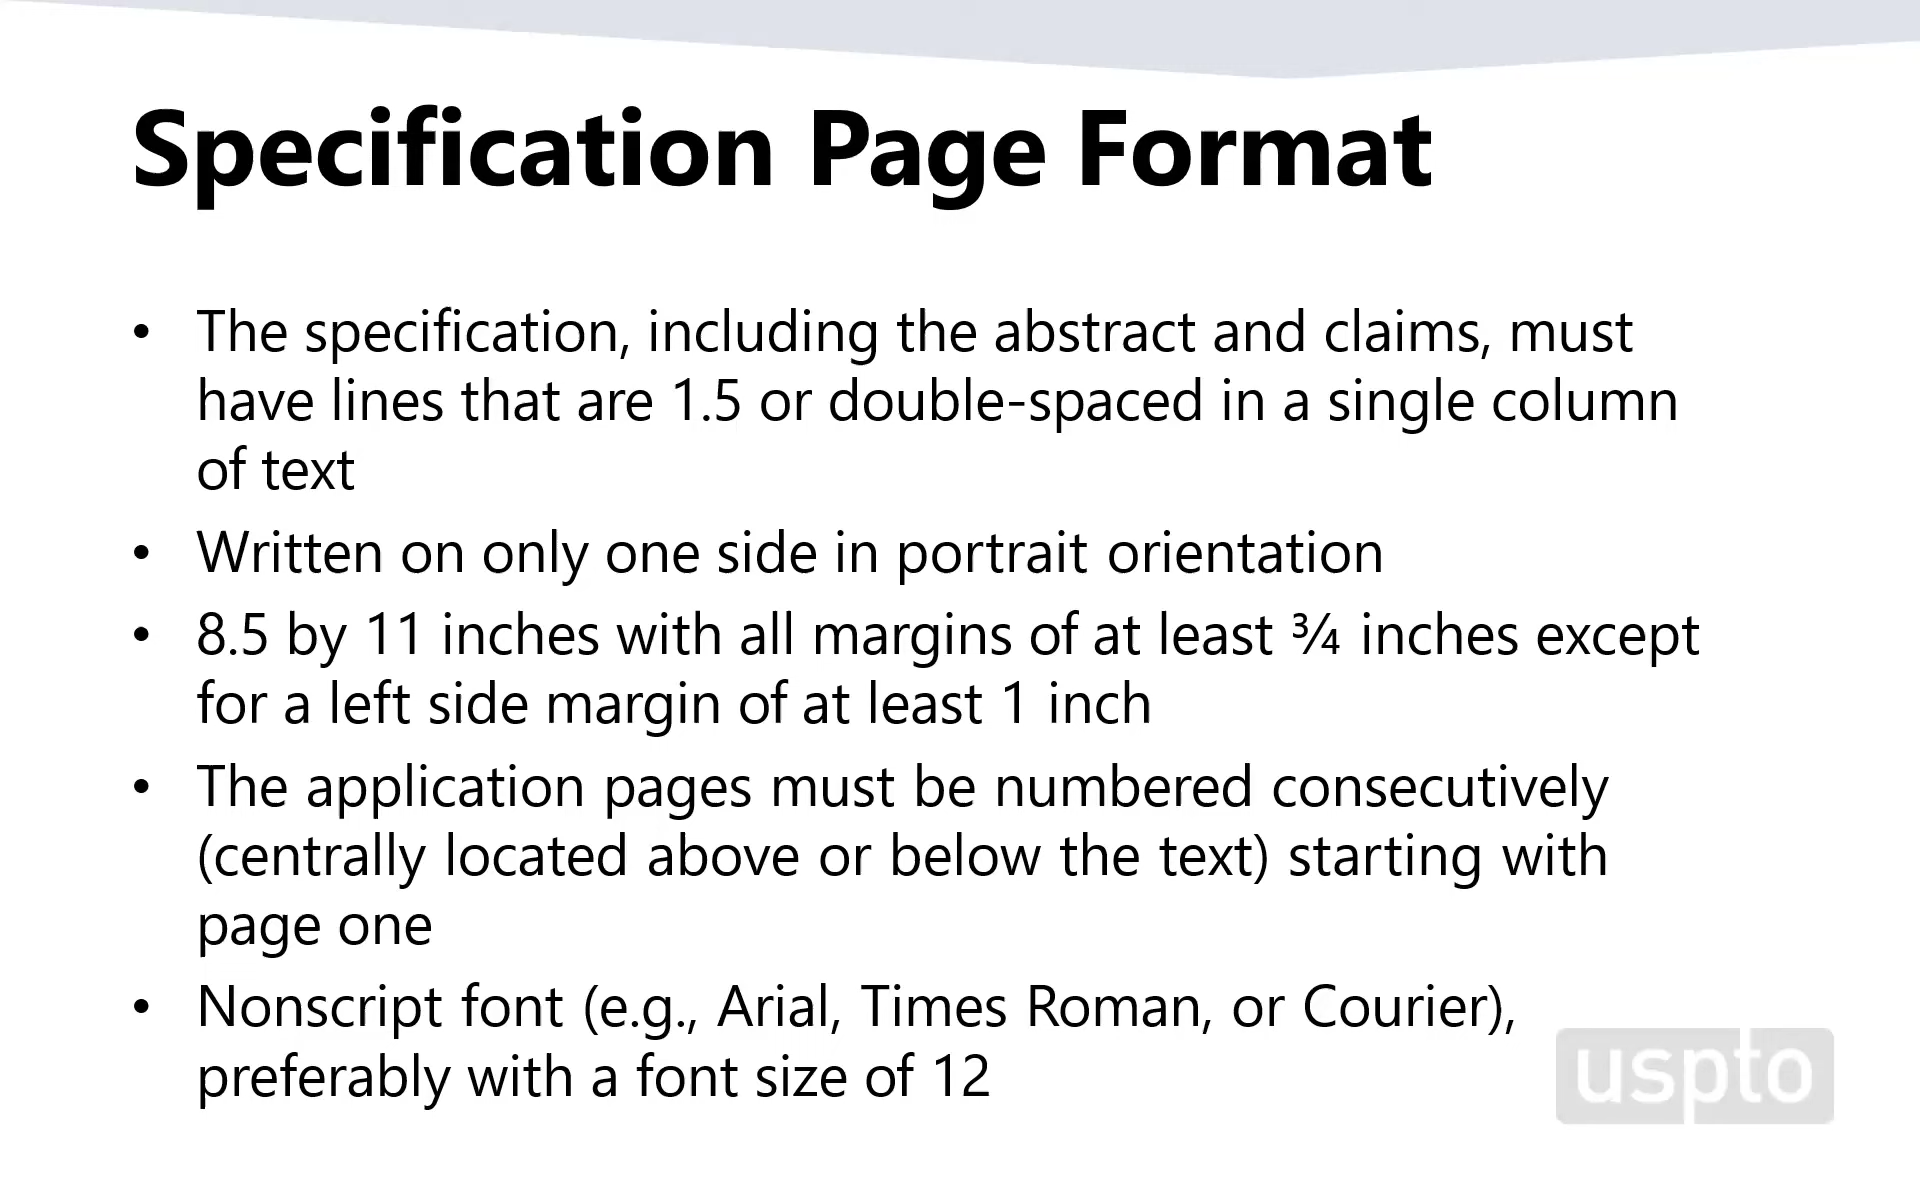 Specification Page Format
• The specification, including the abstract and claims, must
have lines that are 1.5 or double-spaced in a single column
of text
• Written on only one side in portrait orientation
• 8.5 by 11 inches with all margins of at least ¾ inches except
for a left side margin of at least 1 inch
• The application pages must be numbered consecutively
(centrally located above or below the text) starting with
page one
• Nonscript font (e.g., Arial, Times Roman, or Courier),
preferably with a font size of 12
uspto